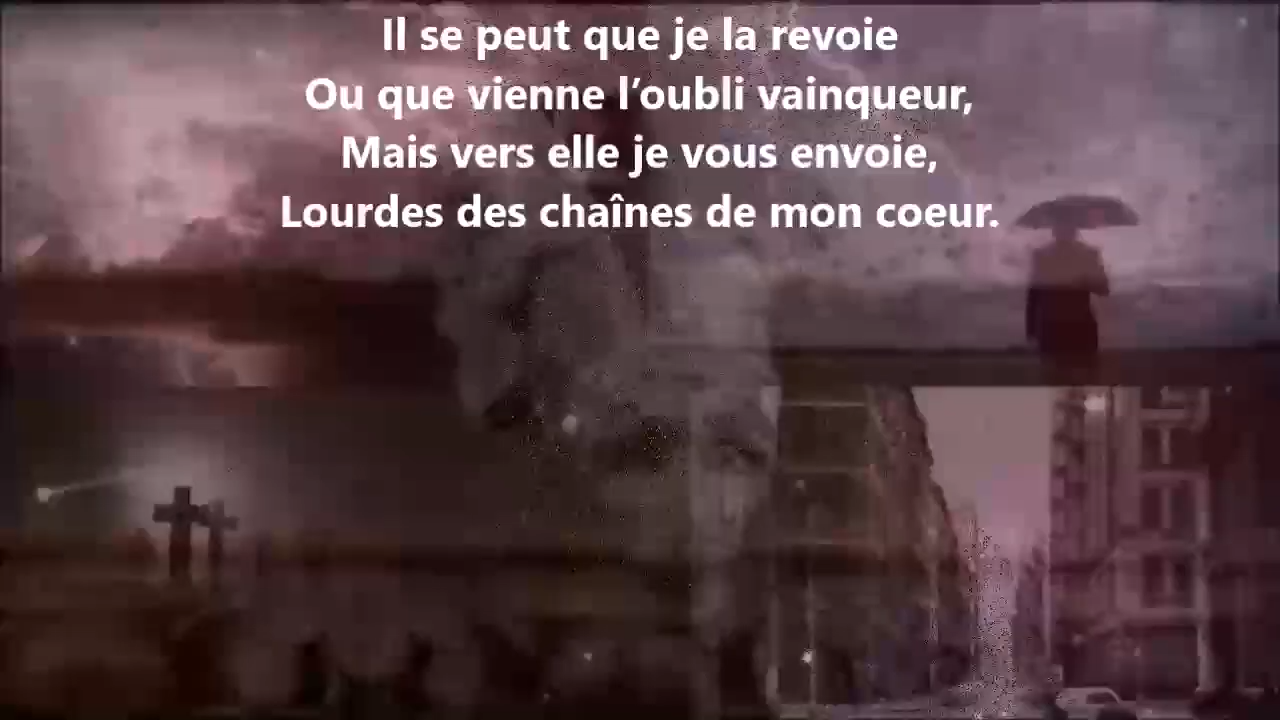 Il se peut que je la revoie
Ou que vienne l’oubli vainqueur,
Mais vers elle je vous envoie,
Lourdes des chaînes de mon coeur.